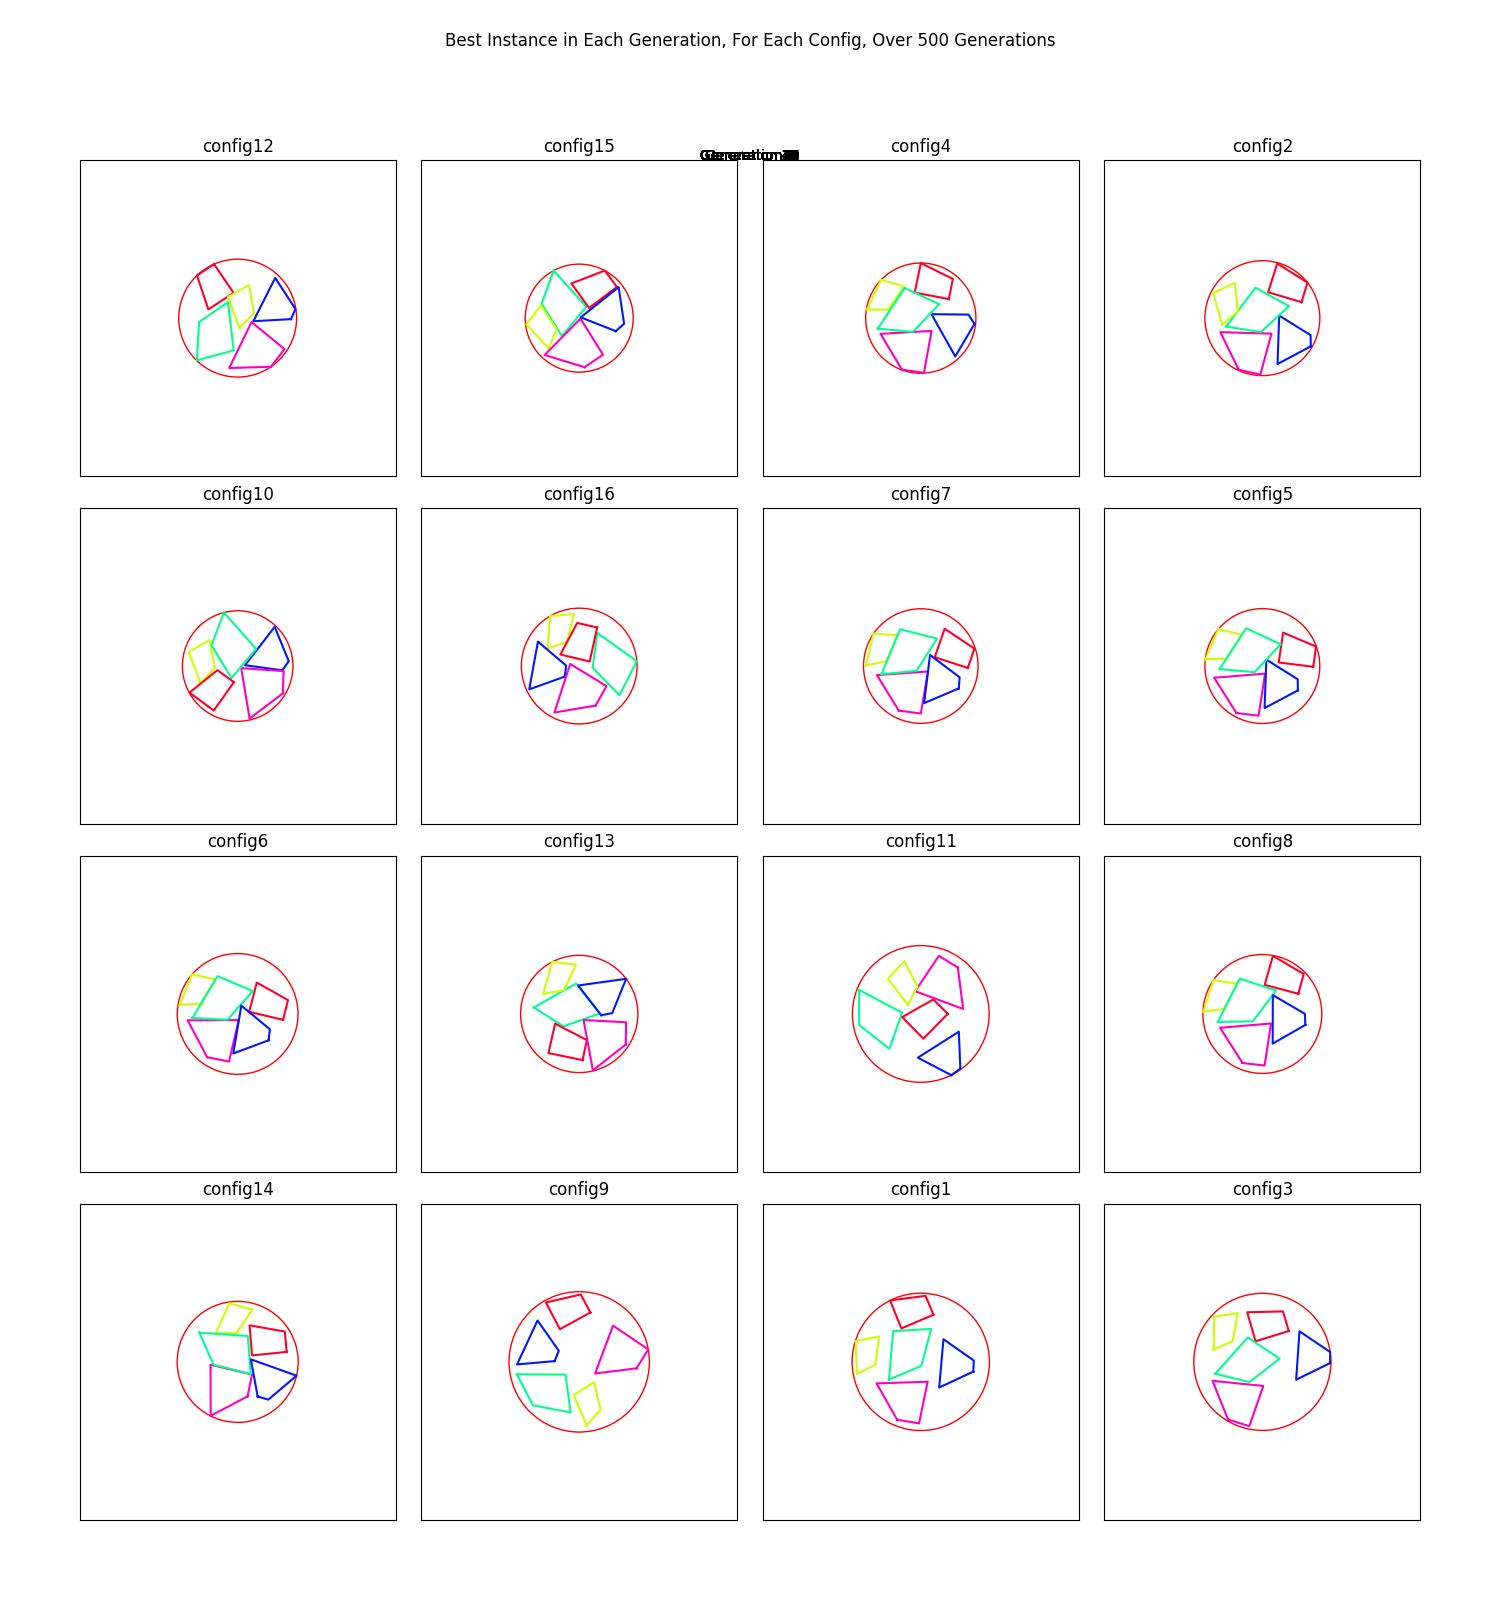 Best Instance in Each Generation, For Each Config, Over 500 Generations
config12
config15
config4
config2
config10
config16
config7
config5
config6
config13
config11
config8
config14
config9
config1
config3